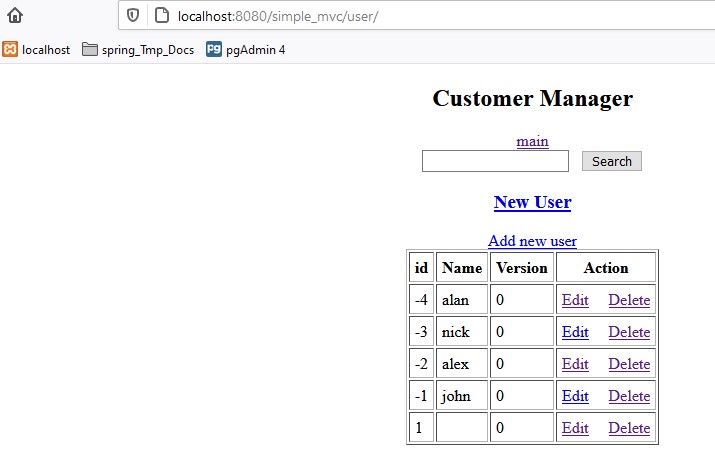 localhost:8080/simple_mvc/user/
localhost spring_Tmp_Docs Pg pgAdmin 4
Customer Manager
main
Search
New User
Add new user
id Name Version Action
-4 alan 0 Edit Delete
-3 nick 0 Edit Delete
-2 alex 0 Edit Delete
-1 john 0 Edit Delete
1 0 Edit Delete